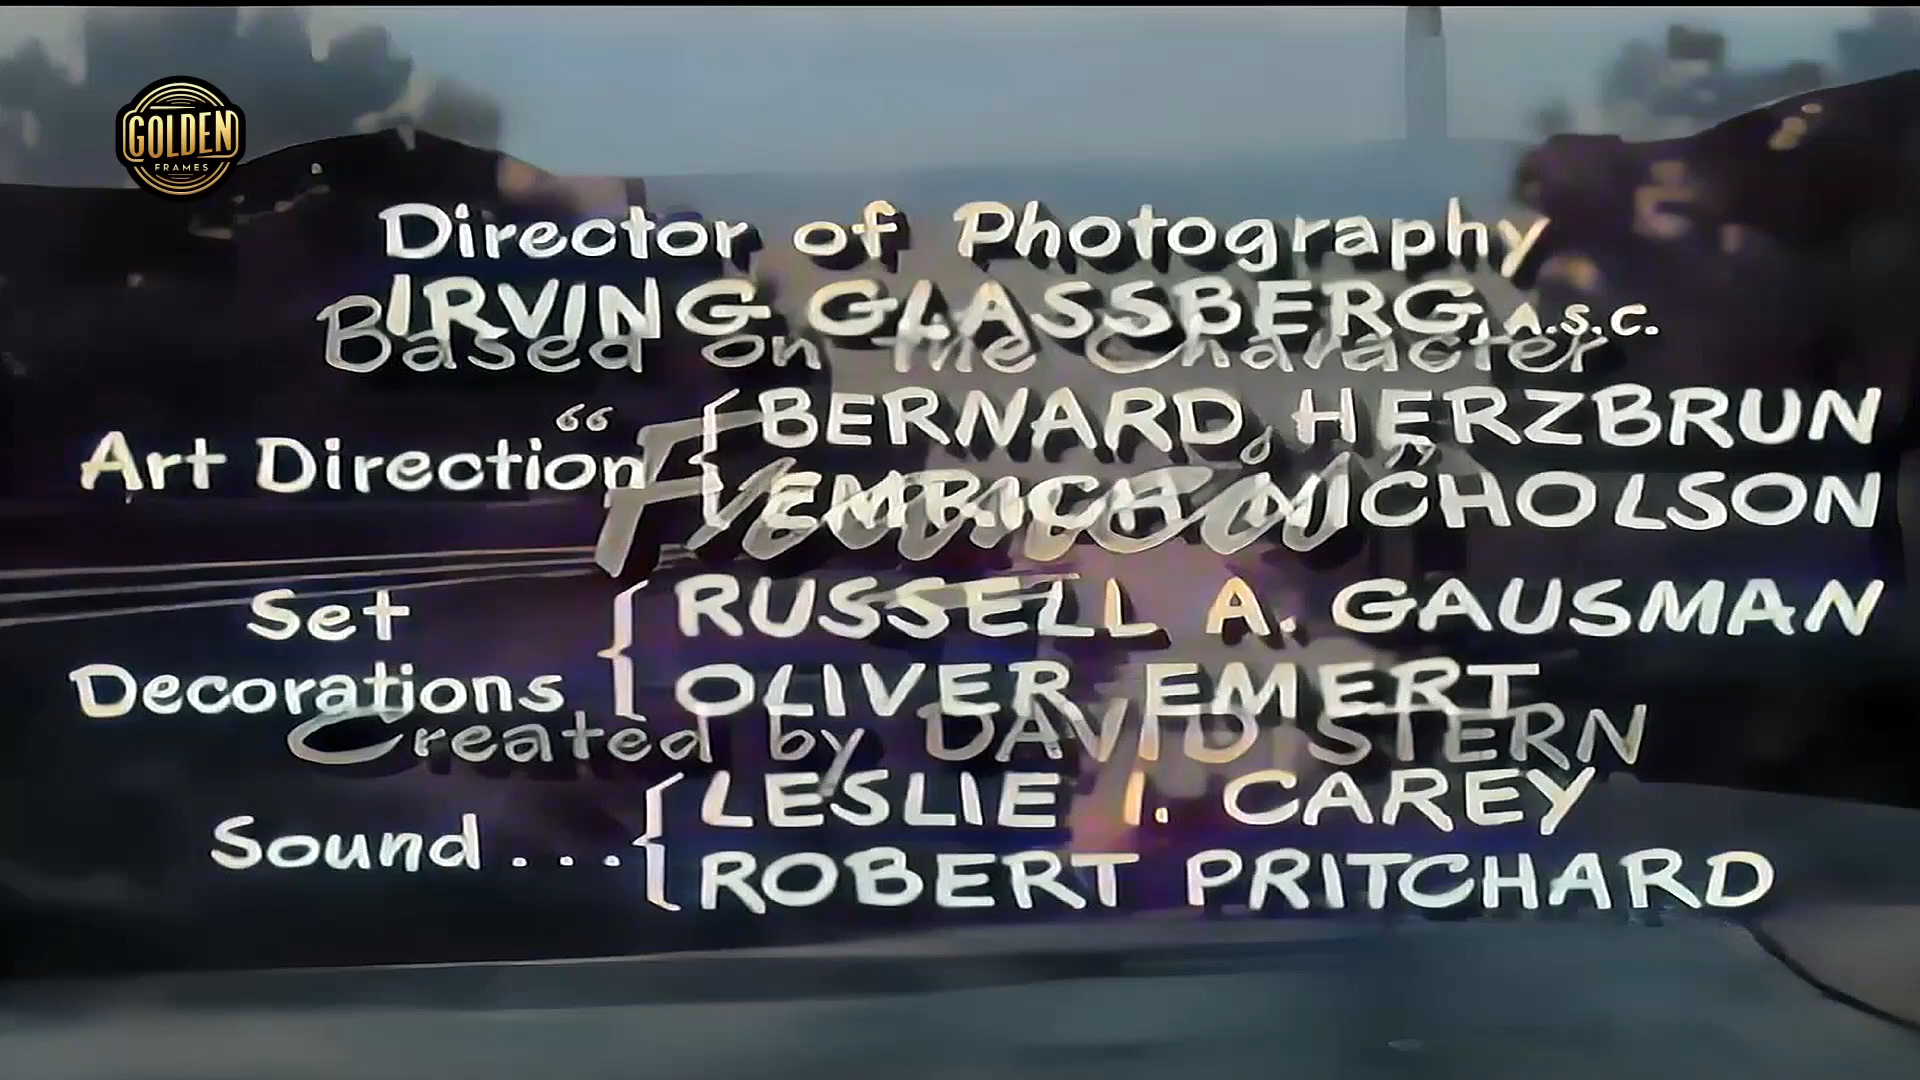 GOLDEN
FRAMES
Director of Photography
IRVING GLASSBERG, A.S.C.
Based on the Character
Art Direction { BERNARD HERZBRUN
EMRICH NICHOLSON
"Francis"
Set
Decorations { RUSSELL A. GAUSMAN
OLIVER EMERT
Created by DAVID STERN
Sound ... { LESLIE I. CAREY
ROBERT PRITCHARD